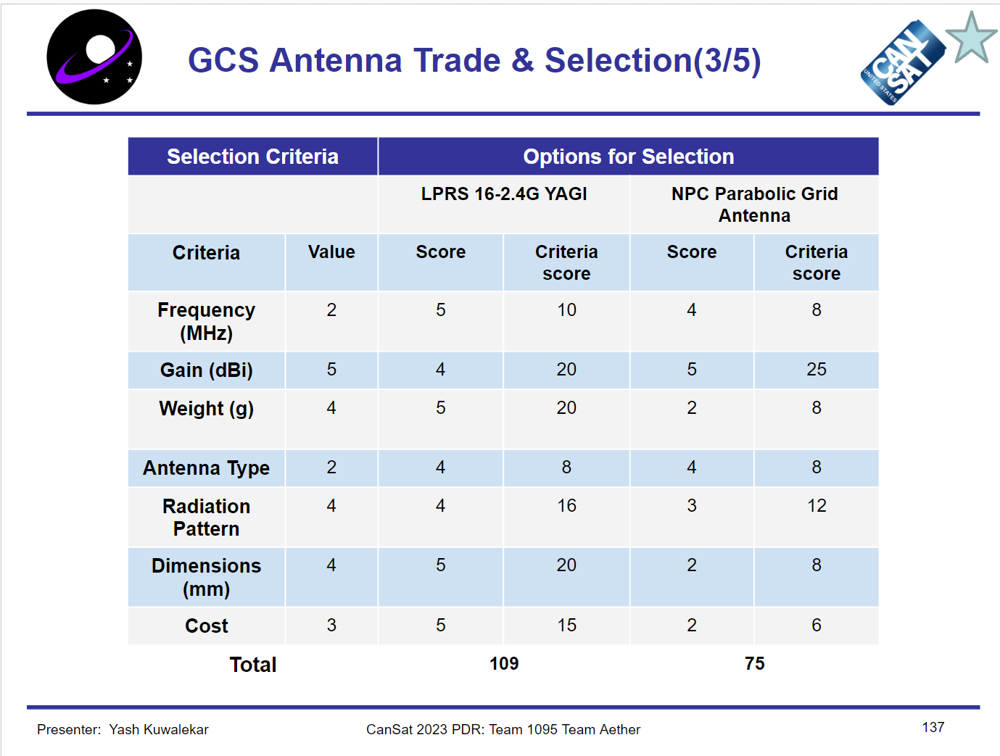 GCS Antenna Trade & Selection(3/5)
CAN
SAT
UNITED STATES
Selection Criteria Options for Selection
LPRS 16-2.4G YAGI NPC Parabolic Grid
Antenna
Criteria Value Score Criteria Score Criteria
score score
Frequency 2 5 10 4 8
(MHz)
Gain (dBi) 5 4 20 5 25
Weight (g) 4 5 20 2 8
Antenna Type 2 4 8 4 8
Radiation 4 4 16 3 12
Pattern
Dimensions 4 5 20 2 8
(mm)
Cost 3 5 15 2 6
Total 109 75
Presenter: Yash Kuwalekar CanSat 2023 PDR: Team 1095 Team Aether 137